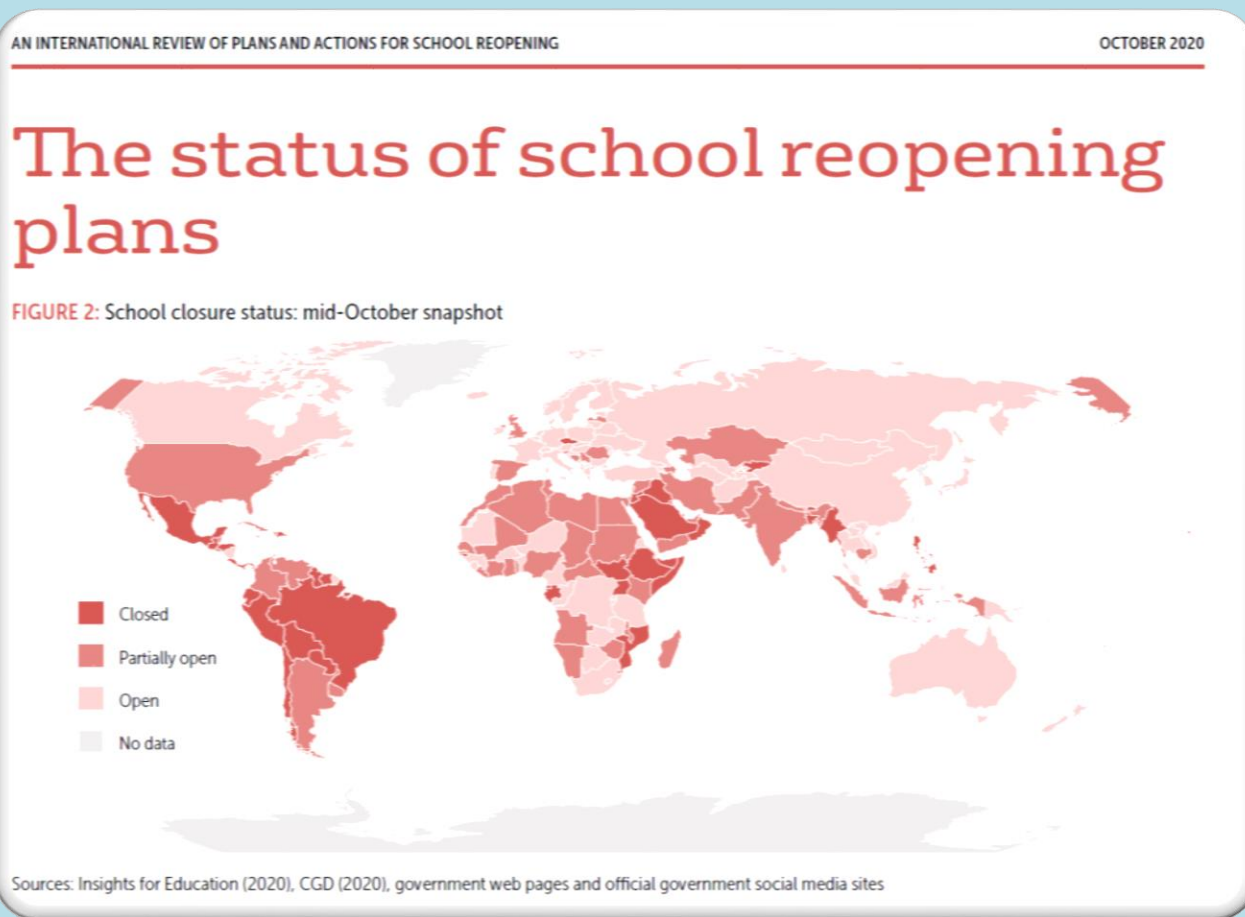 AN INTERNATIONAL REVIEW OF PLANS AND ACTIONS FOR SCHOOL REOPENING
OCTOBER 2020
The status of school reopening
plans
FIGURE 2: School closure status: mid-October snapshot
Closed
Partially open
Open
No data
Sources: Insights for Education (2020), CGD (2020), government web pages and official government social media sites